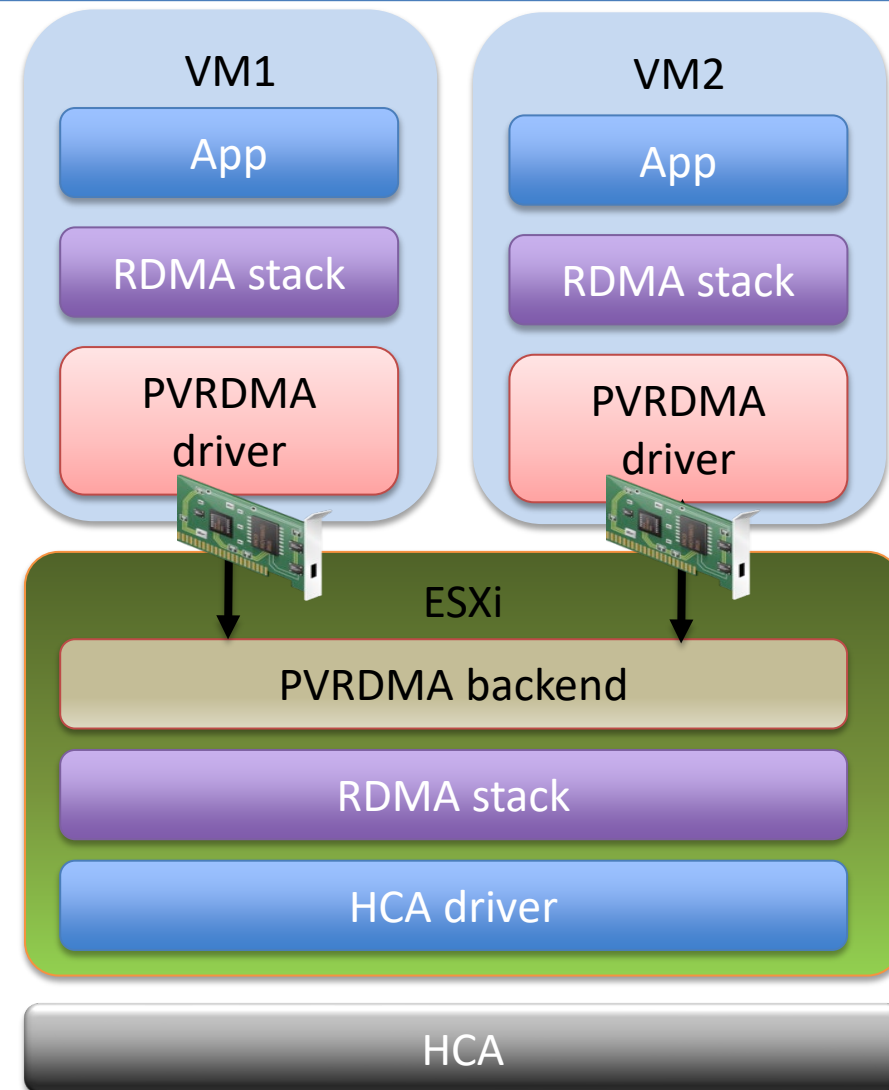 VM1
App
RDMA stack
PVRDMA
driver
VM2
App
RDMA stack
PVRDMA
driver
ESXi
PVRDMA backend
RDMA stack
HCA driver
HCA